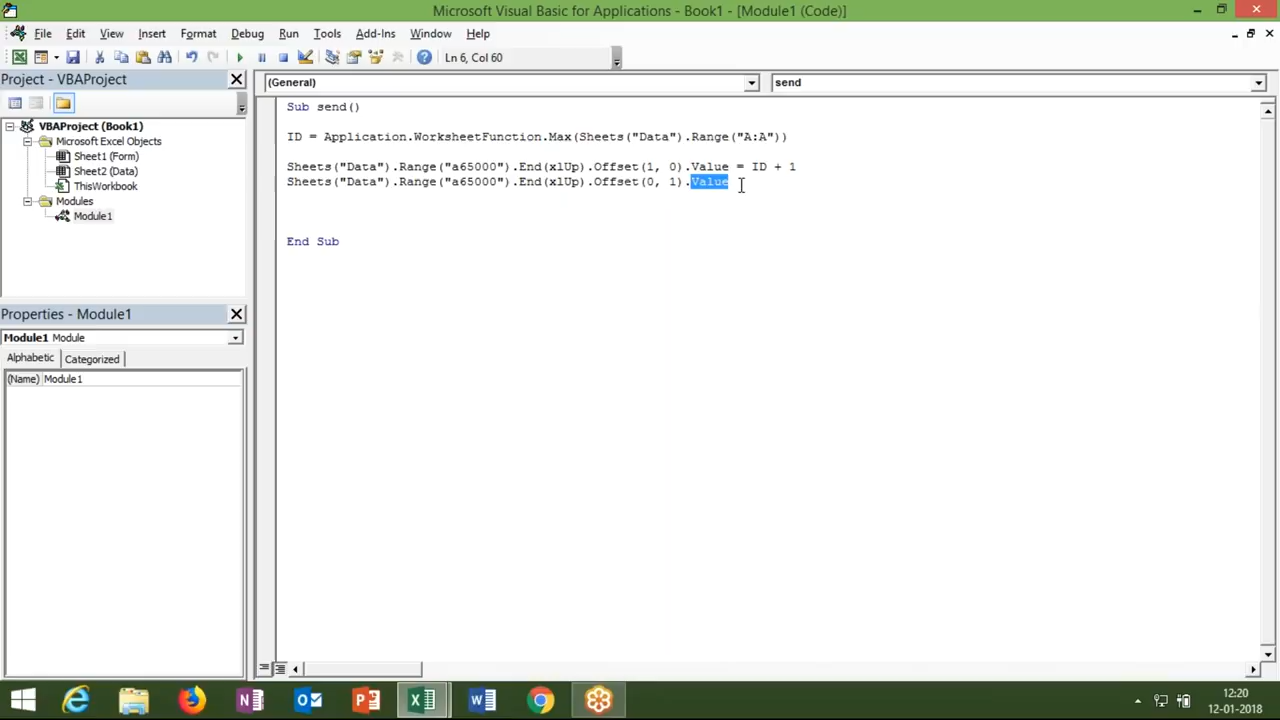 Microsoft Visual Basic for Applications - Book1 - [Module1 (Code)]
File Edit View Insert Format Debug Run Tools Add-Ins Window Help
Ln 6, Col 60
Project - VBAProject
(General)
send
VBAProject (Book1)
Microsoft Excel Objects
Sheet1 (Form)
Sheet2 (Data)
ThisWorkbook
Modules
Module1
Sub send()
ID = Application.WorksheetFunction.Max(Sheets("Data").Range("A:A"))
Sheets("Data").Range("a65000").End(xlUp).Offset(1, 0).Value = ID + 1
Sheets("Data").Range("a65000").End(xlUp).Offset(0, 1).Value
End Sub
Properties - Module1
Module1 Module
Alphabetic Categorized
(Name) Module1
12:20
12-01-2018